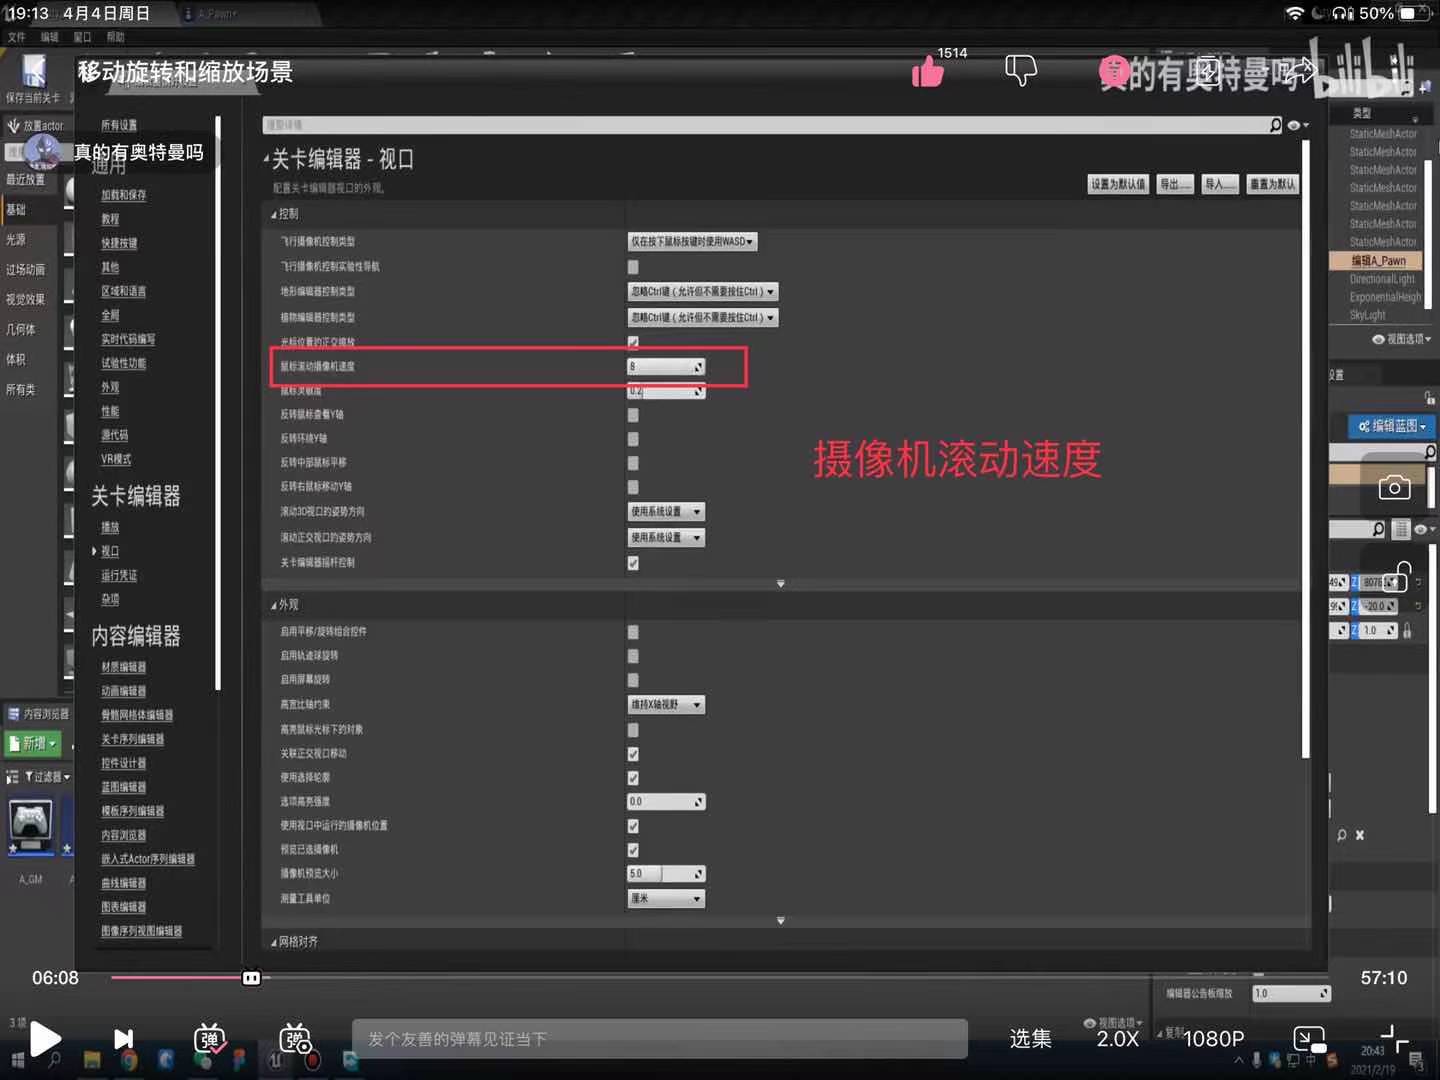 19:13 4月4日周日
50%
A_Pawn
文件 编辑 窗口 帮助
移动旋转和缩放场景
1514
真的有奥特曼吗
bilibili
保存当前关卡
放置actor
真的有奥特曼吗
最近放置
基础
光源
过场动画
视觉效果
几何体
体积
所有类
内容浏览器
新增
过滤器
A_GM
3 项
所有设置
通用
加载和保存
教程
快捷按键
其他
区域和语言
全局
实时代码编写
试验性功能
外观
性能
源代码
VR模式
关卡编辑器
播放
视口
运行凭证
杂项
内容编辑器
材质编辑器
动画编辑器
骨骼网格体编辑器
关卡序列编辑器
控件设计器
蓝图编辑器
模板序列编辑器
内容浏览器
嵌入式Actor序列编辑器
曲线编辑器
图表编辑器
图像序列视图编辑器
搜索详情
关卡编辑器 - 视口
配置关卡编辑器视口的外观。
设置为默认值 导出...... 导入...... 重置为默认
控制
飞行摄像机控制类型 仅在按下鼠标按键时使用WASD
飞行摄像机控制实验性导航
地形编辑器控制类型 忽略Ctrl键（允许但不需要按住Ctrl）
植物编辑器控制类型 忽略Ctrl键（允许但不需要按住Ctrl）
光标位置的正交缩放
鼠标滚动摄像机速度 8
鼠标灵敏度 0.2
反转鼠标查看Y轴
反转环绕Y轴
反转中部鼠标平移
反转右鼠标移动Y轴
滚动3D视口的姿势方向 使用系统设置
滚动正交视口的姿势方向 使用系统设置
关卡编辑器摇杆控制
摄像机滚动速度
外观
启用平移/旋转组合控件
启用轨迹球旋转
启用屏幕旋转
高宽比轴约束 维持X轴视野
高亮鼠标光标下的对象
关联正交视口移动
使用选择轮廓
选项高亮强度 0.0
使用视口中运行的摄像机位置
预览已选摄像机
摄像机预览大小 5.0
测量工具单位 厘米
网格对齐
类型
StaticMeshActor
StaticMeshActor
StaticMeshActor
StaticMeshActor
StaticMeshActor
StaticMeshActor
StaticMeshActor
编辑A_Pawn
DirectionalLight
ExponentialHeigh
SkyLight
视图选项
设置
编辑蓝图
Z 8076
Z -20.0
Z 1.0
06:08
57:10
编辑器公告板缩放 1.0
视图选项
复制
发个友善的弹幕见证当下
选集
2.0X
1080P
20:43
2021/2/19